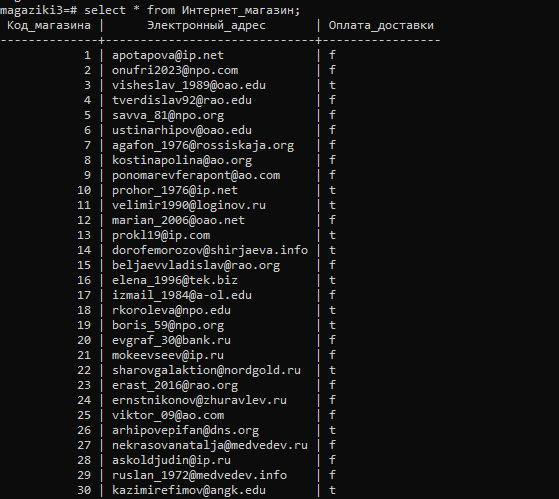 magaziki3=# select * from Интернет_магазин;
 Код_магазина |      Электронный_адрес       | Оплата_доставки
--------------+------------------------------+-----------------
            1 | apotapova@ip.net             | f
            2 | onufri2023@npo.com           | f
            3 | visheslav_1989@oao.edu       | t
            4 | tverdislav92@rao.edu         | f
            5 | savva_81@npo.org             | f
            6 | ustinarhipov@oao.edu         | f
            7 | agafon_1976@rossiskaja.org   | f
            8 | kostinapolina@ao.org         | f
            9 | ponomarevferapont@ao.com     | f
           10 | prohor_1976@ip.net           | t
           11 | velimir1990@loginov.ru       | t
           12 | marian_2006@oao.net          | f
           13 | prokl19@ip.com               | t
           14 | dorofemorozov@shirjaeva.info | t
           15 | beljaevvladislav@rao.org     | f
           16 | elena_1996@tek.biz           | t
           17 | izmail_1984@a-ol.edu         | f
           18 | rkoroleva@npo.edu            | t
           19 | boris_59@npo.org             | t
           20 | evgraf_30@bank.ru            | f
           21 | mokeevseev@ip.ru             | f
           22 | sharovgalaktion@nordgold.ru  | t
           23 | erast_2016@rao.org           | f
           24 | ernstnikonov@zhuravlev.ru    | f
           25 | viktor_09@ao.com             | f
           26 | arhipovepifan@dns.org        | t
           27 | nekrasovanatalja@medvedev.ru | f
           28 | askoldjudin@ip.ru            | f
           29 | ruslan_1972@medvedev.info    | f
           30 | kazimirefimov@angk.edu       | t